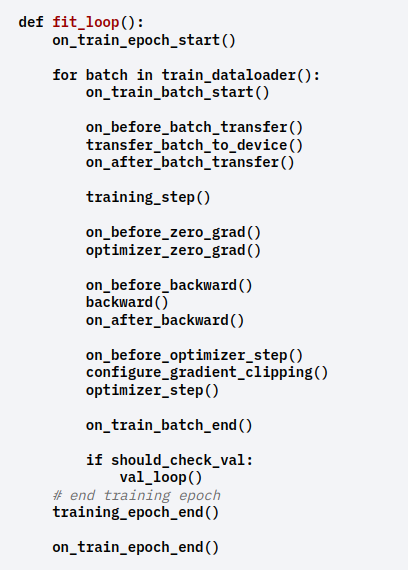 def fit_loop():
    on_train_epoch_start()

    for batch in train_dataloader():
        on_train_batch_start()

        on_before_batch_transfer()
        transfer_batch_to_device()
        on_after_batch_transfer()

        training_step()

        on_before_zero_grad()
        optimizer_zero_grad()

        on_before_backward()
        backward()
        on_after_backward()

        on_before_optimizer_step()
        configure_gradient_clipping()
        optimizer_step()

        on_train_batch_end()

        if should_check_val:
            val_loop()
    # end training epoch
    training_epoch_end()

    on_train_epoch_end()